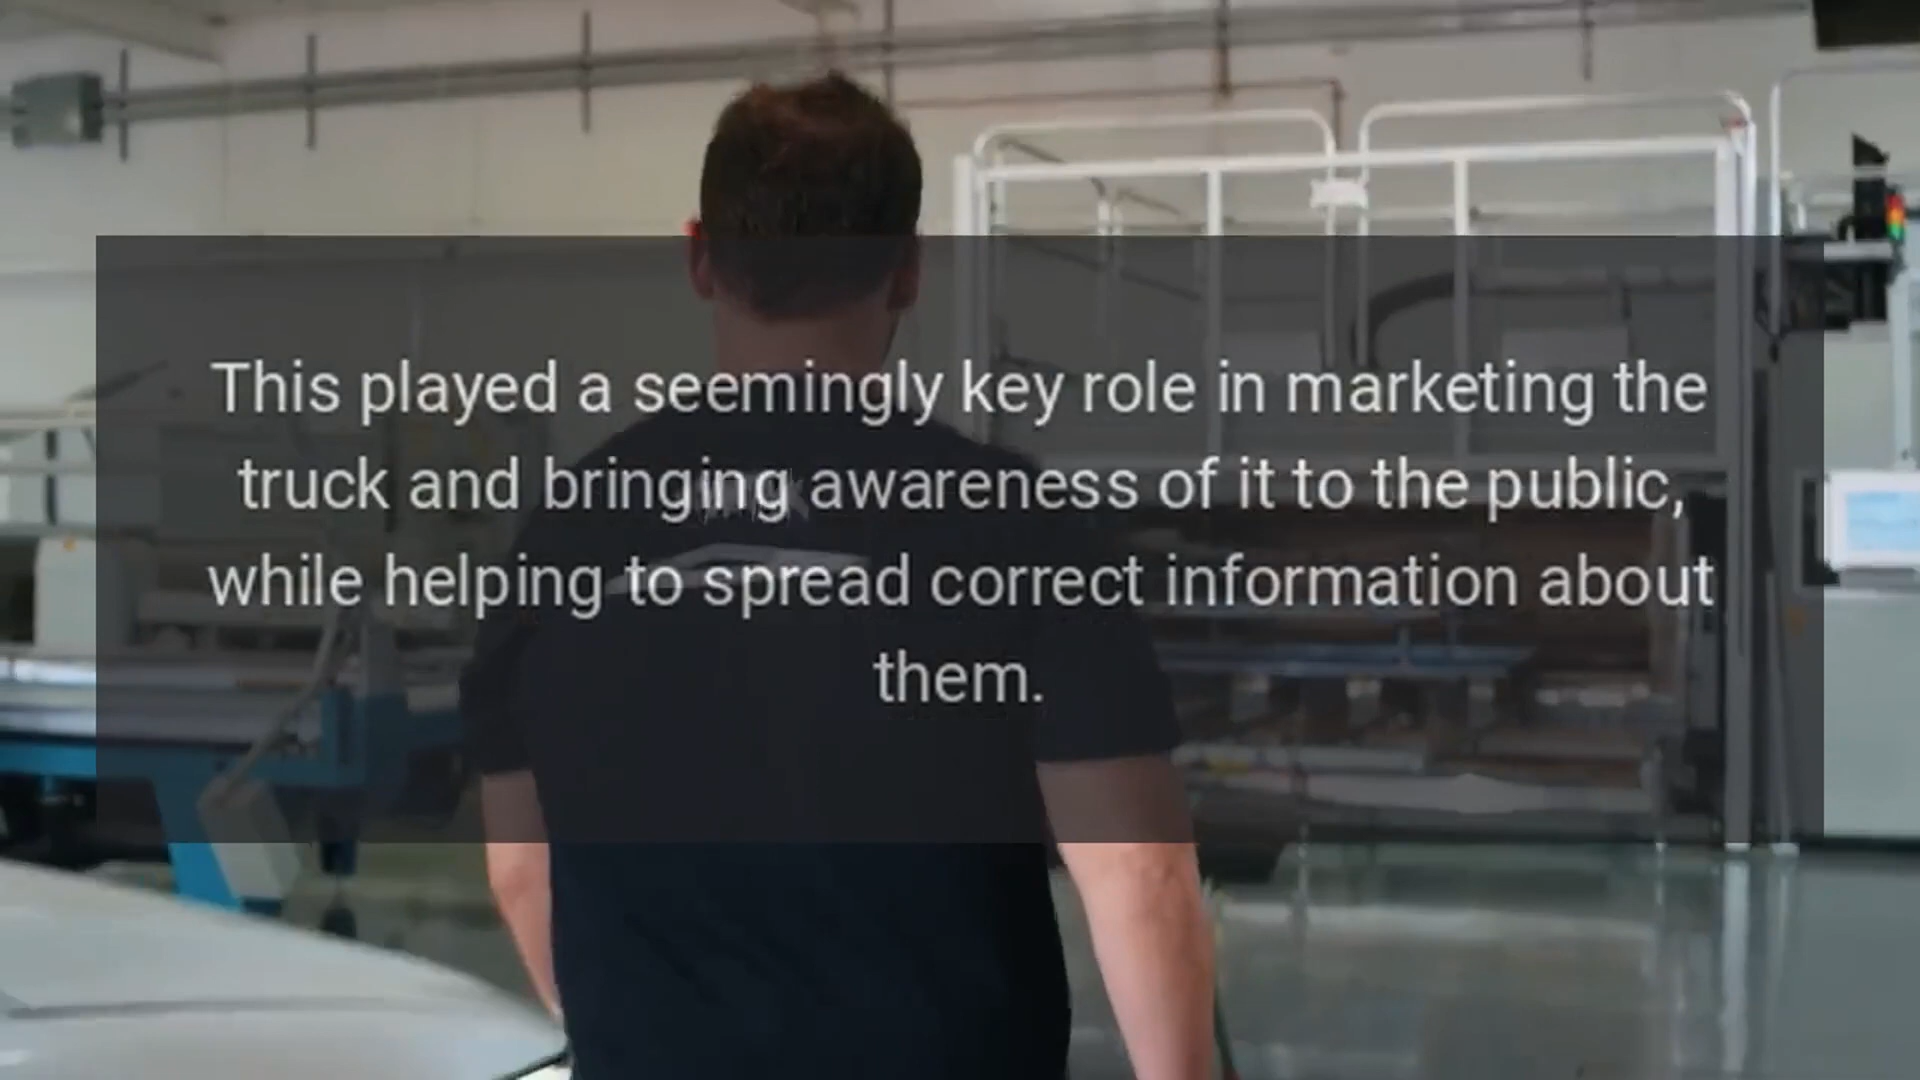 This played a seemingly key role in marketing the
truck and bringing awareness of it to the public,
while helping to spread correct information about
them.